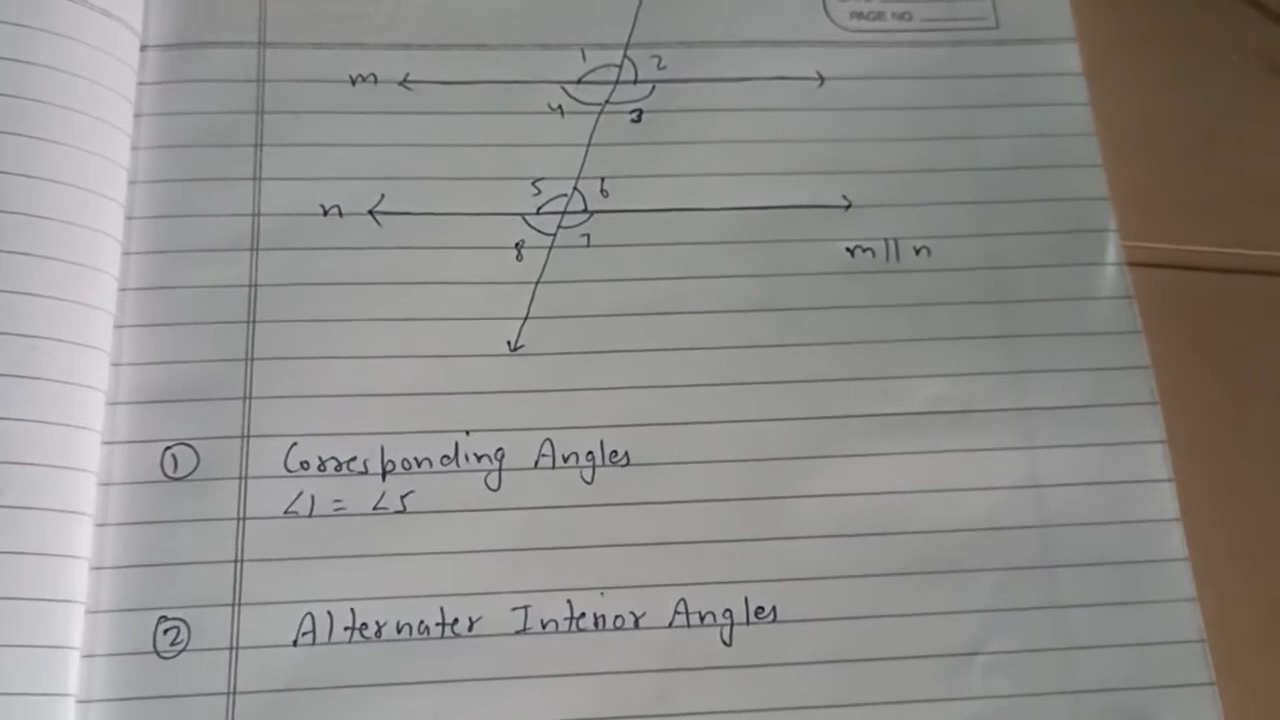 PAGE NO
1 2
m
4 3
5 6
n
8 7
m || n
① Corresponding Angles
∠1 = ∠5
② Alternater Interior Angles